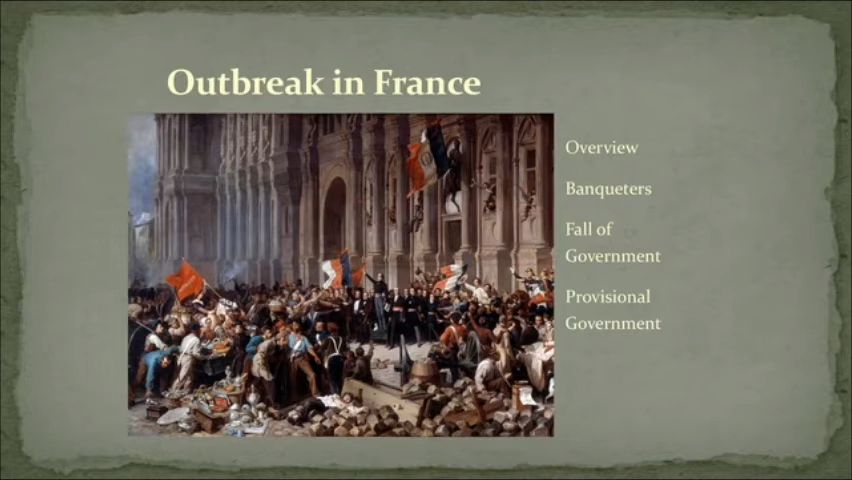 Outbreak in France
Overview
Banqueters
Fall of
Government
Provisional
Government